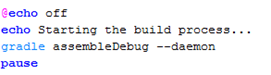 @echo off
echo Starting the build process...
gradle assembleDebug --daemon
pause